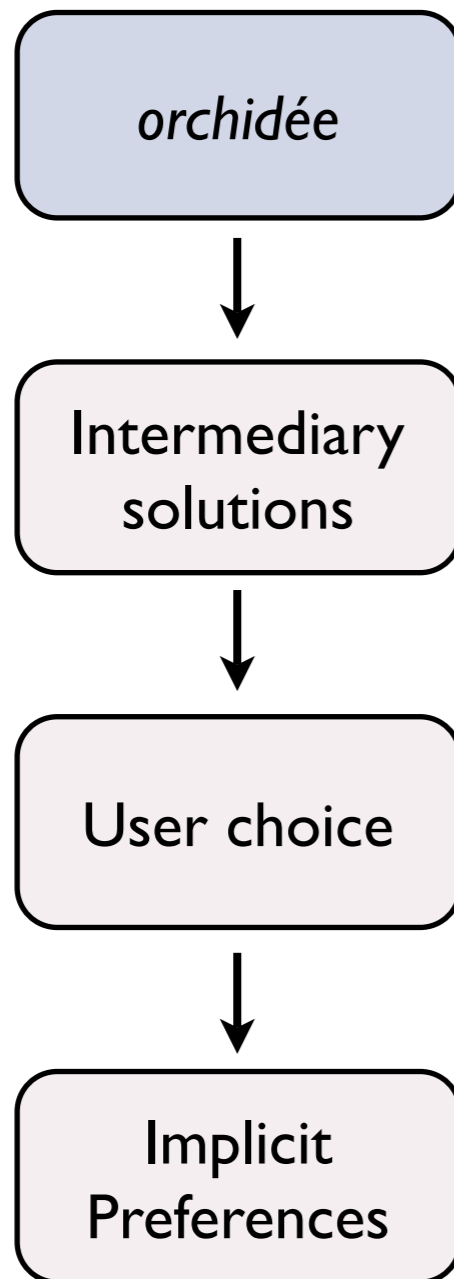 orchidée
Intermediary
solutions
User choice
Implicit
Preferences